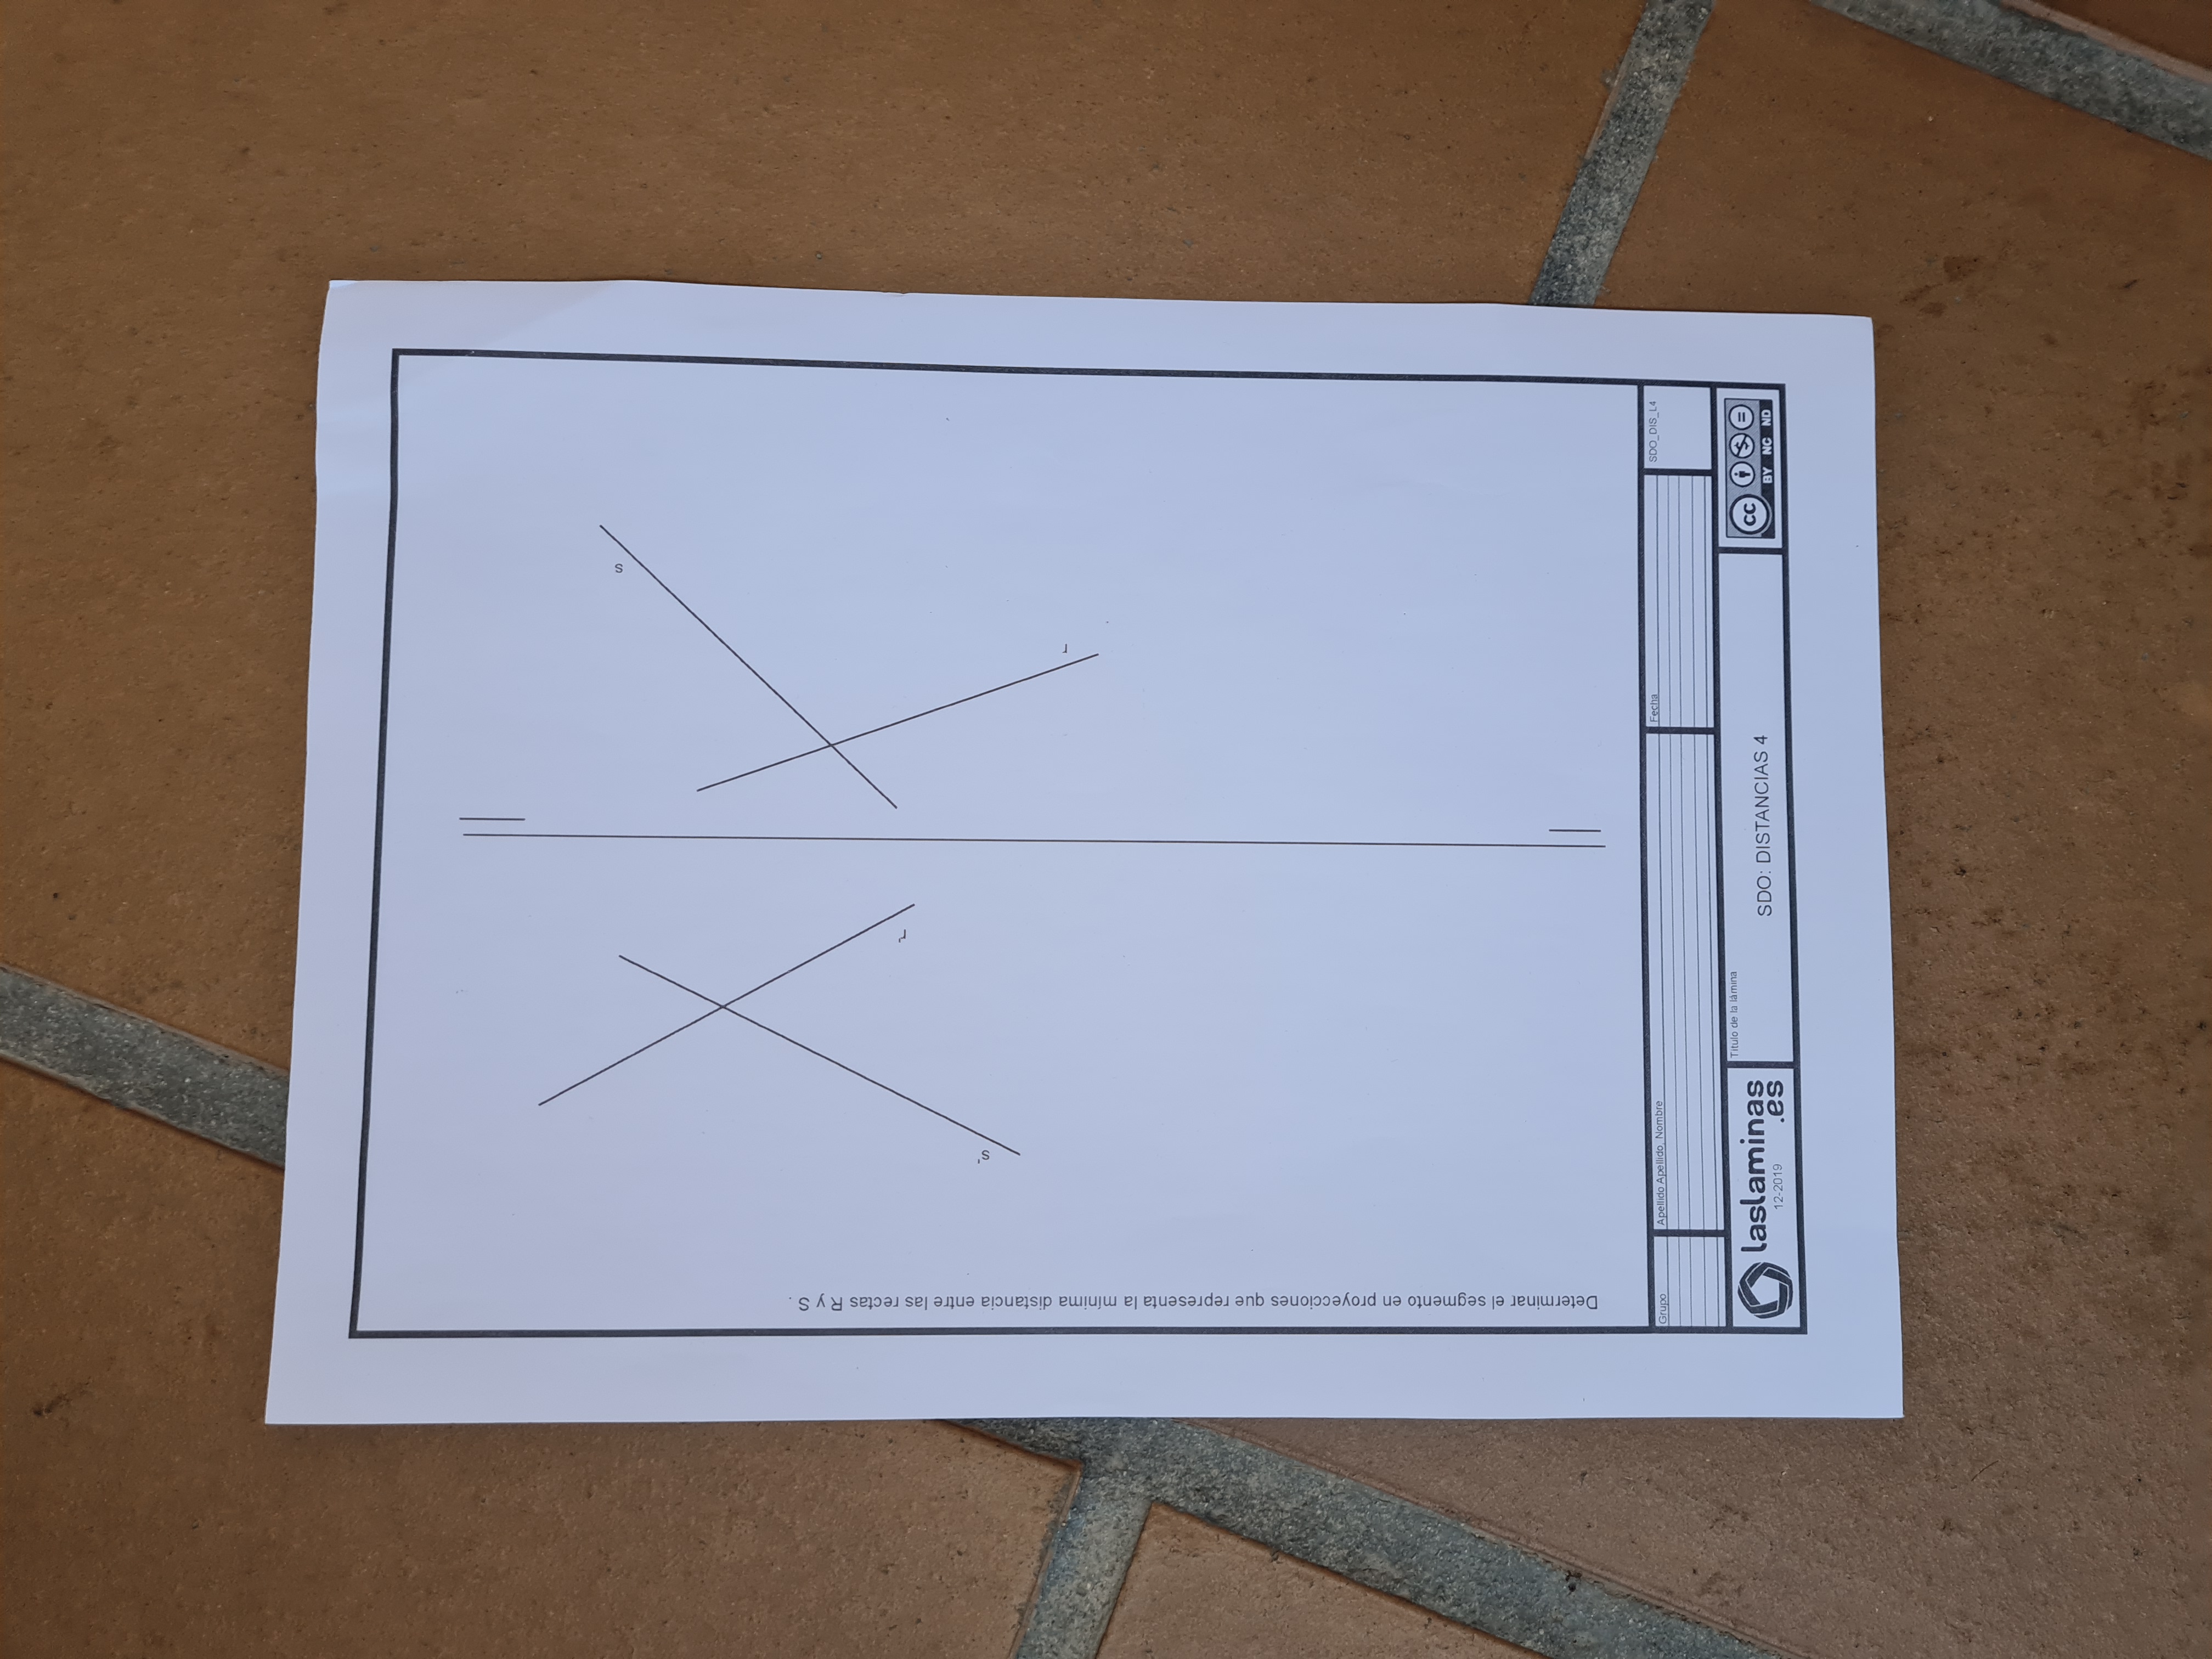 Determinar el segmento en proyecciones que representa la mínima distancia entre las rectas R y S .
s'
r'
s
r
Grupo
Apellido Apellido, Nombre
Fecha
SDO_DIS_L4
laslaminas
.es
12-2019
Título de la lámina
SDO: DISTANCIAS 4
cc
BY NC ND